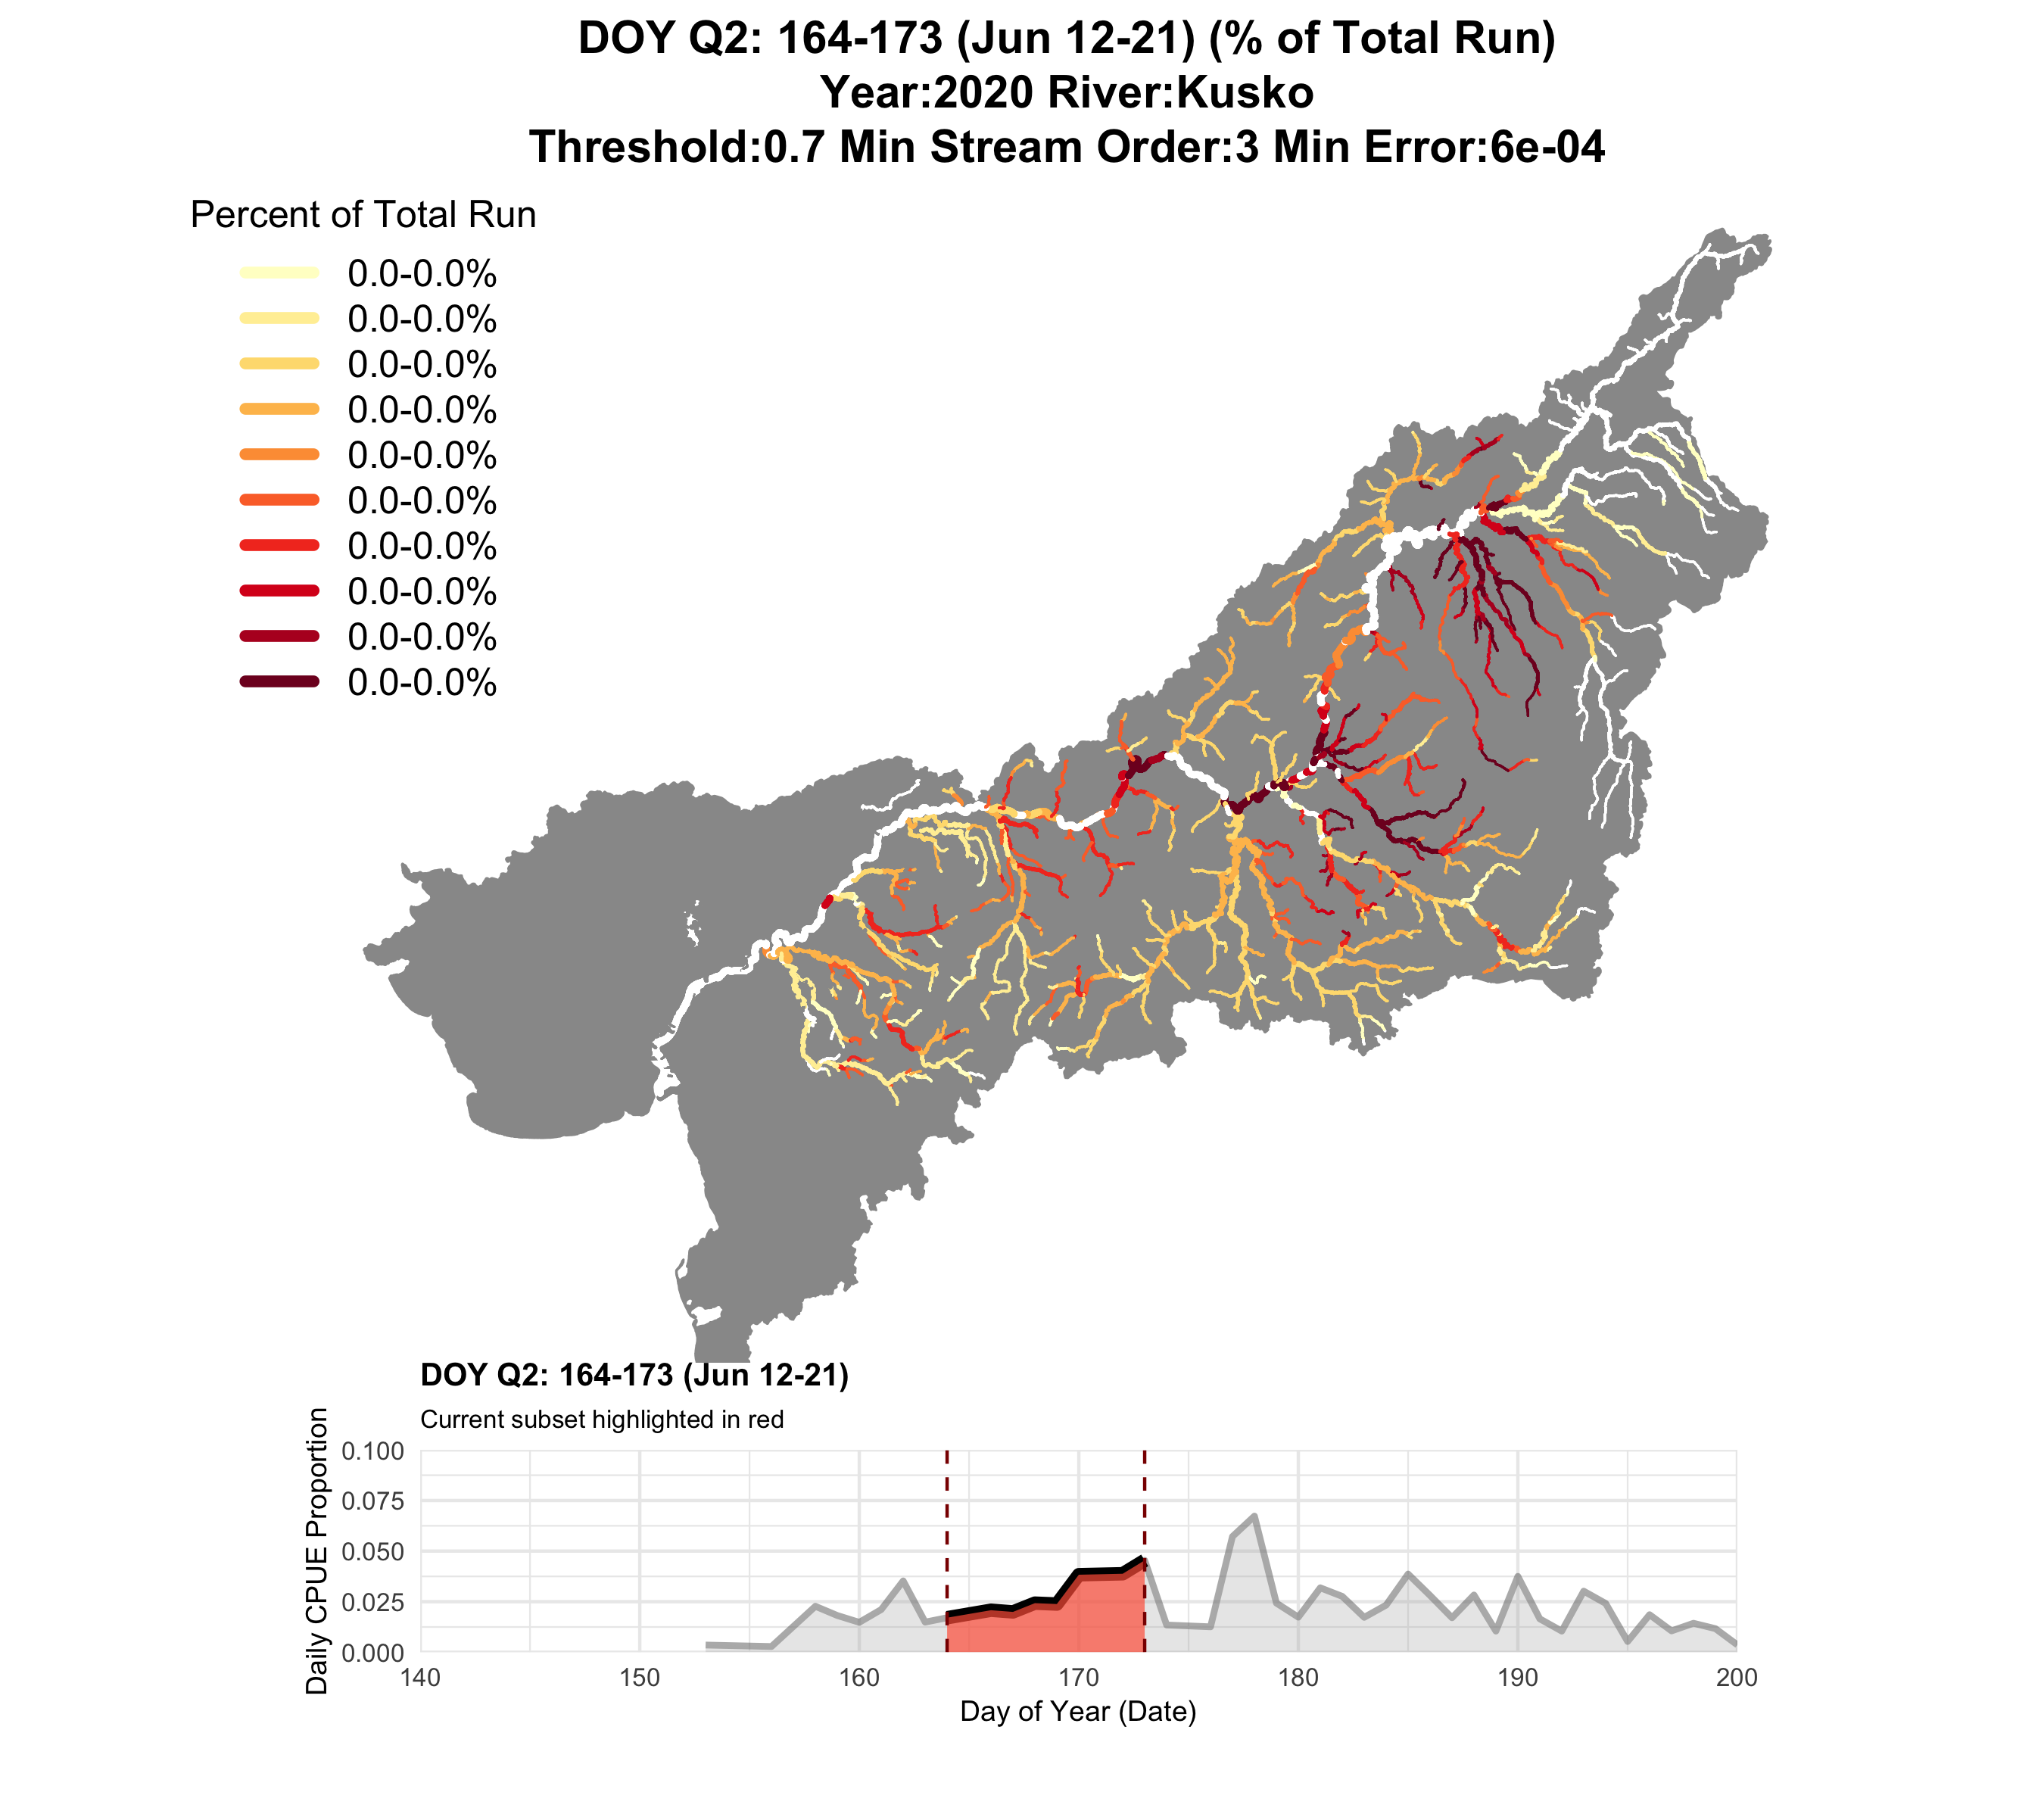 DOY Q2: 164-173 (Jun 12-21) (% of Total Run)
Year:2020 River:Kusko
Threshold:0.7 Min Stream Order:3 Min Error:6e-04
Percent of Total Run
0.0-0.0%
0.0-0.0%
0.0-0.0%
0.0-0.0%
0.0-0.0%
0.0-0.0%
0.0-0.0%
0.0-0.0%
0.0-0.0%
0.0-0.0%
DOY Q2: 164-173 (Jun 12-21)
Current subset highlighted in red
Daily CPUE Proportion
0.100
0.075
0.050
0.025
0.000
140 150 160 170 180 190 200
Day of Year (Date)